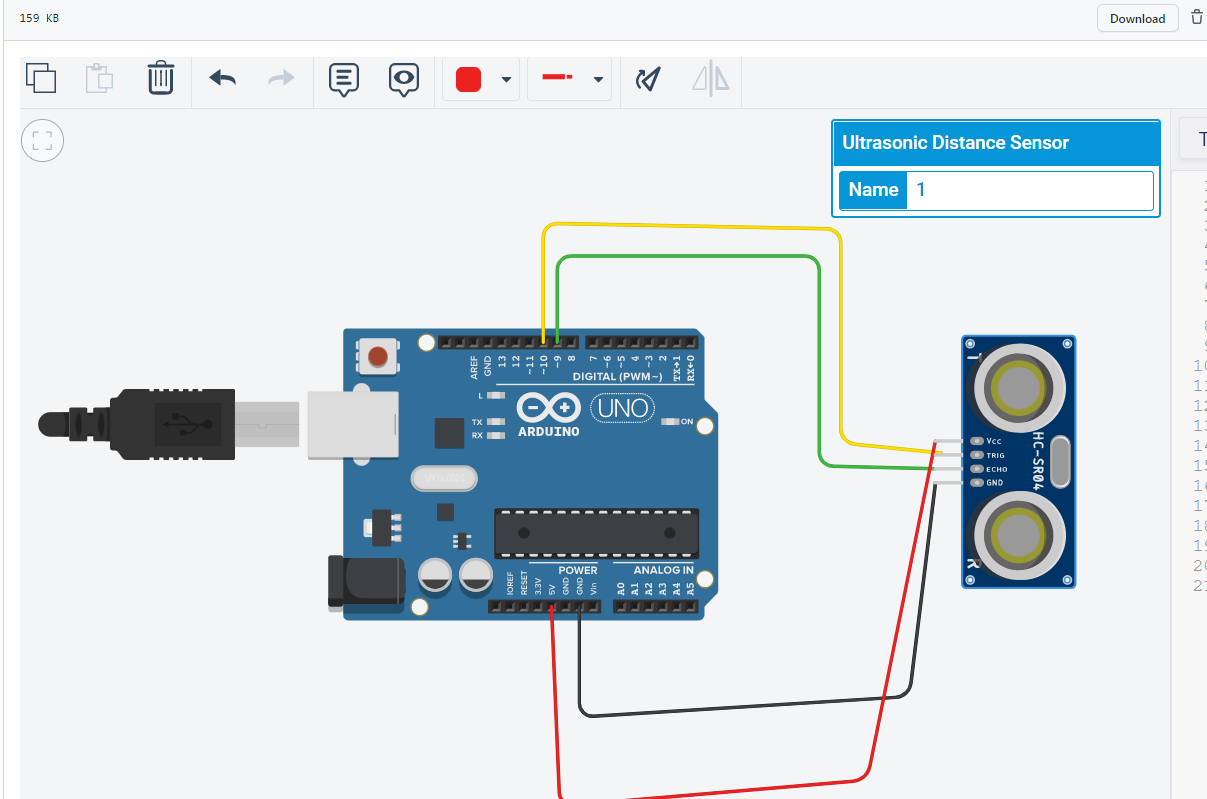 159 KB
Download
Ultrasonic Distance Sensor
Name 1
T
AREF
GND
13
12
~11
~10
~9
8
7
~6
~5
4
~3
2
TX→1
RX←0
DIGITAL (PWM~)
L
TX
RX
UNO
ON
ARDUINO
T
VCC
TRIG
ECHO
GND
HC-SR04
R
POWER
ANALOG IN
IOREF
RESET
3.3V
5V
GND
GND
Vin
A0
A1
A2
A3
A4
A5